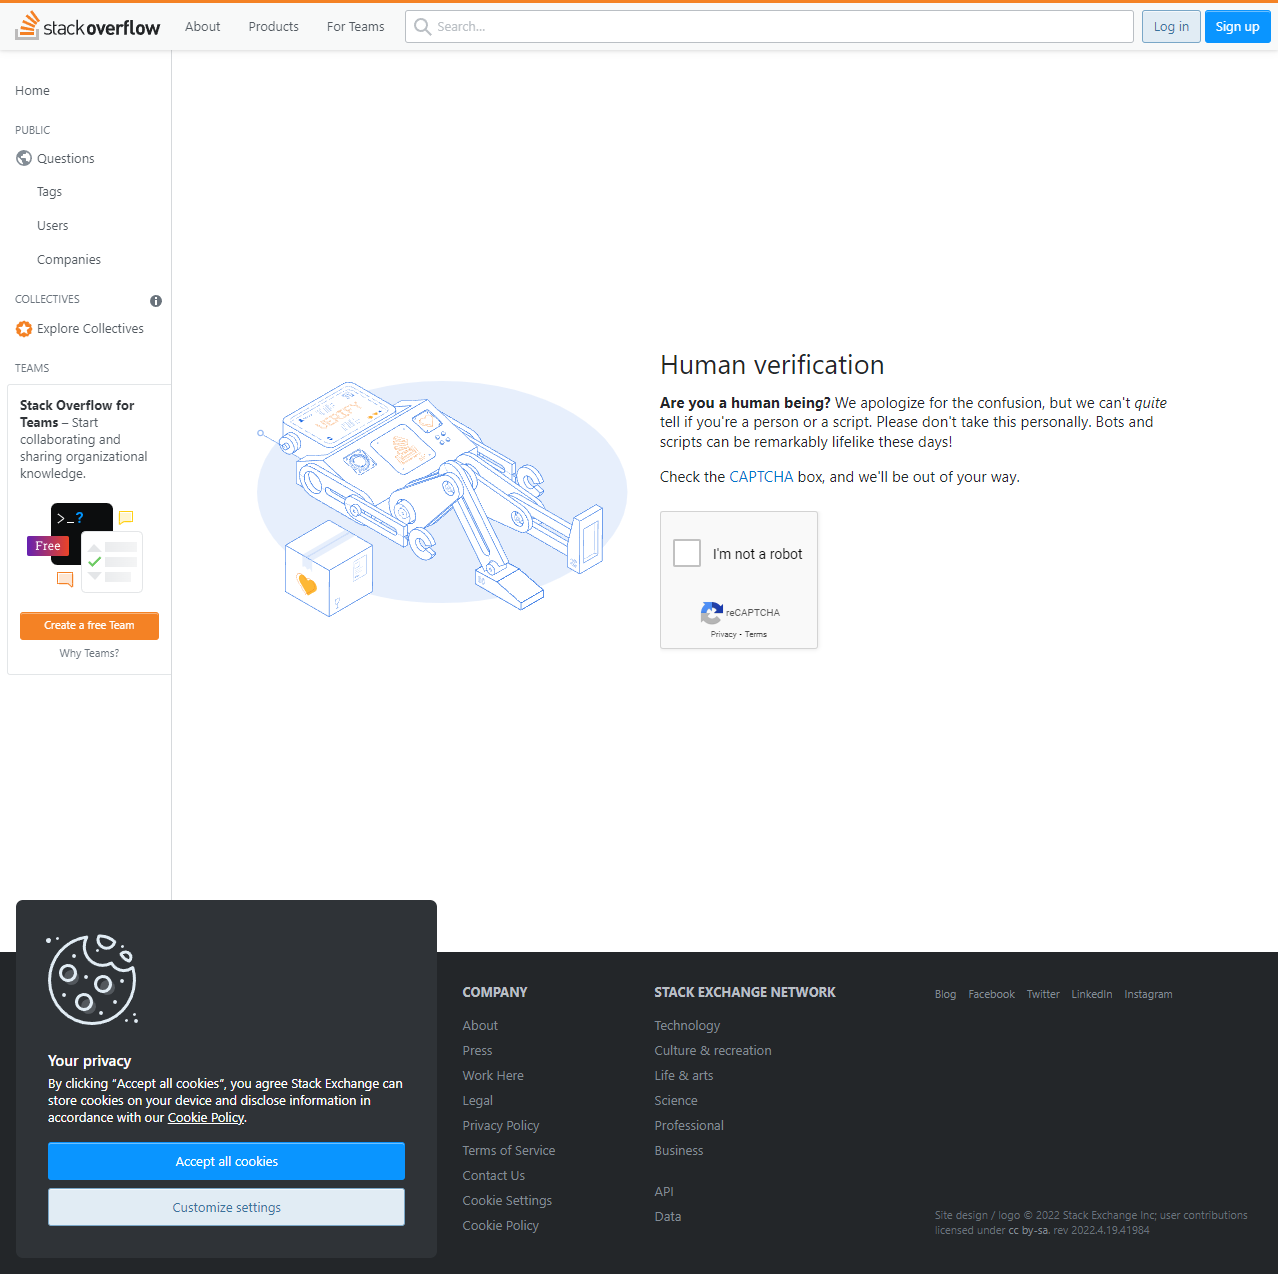 stackoverflow
About
Products
For Teams
Search...
Log in
Sign up
Home
PUBLIC
Questions
Tags
Users
Companies
COLLECTIVES
Explore Collectives
TEAMS
Stack Overflow for
Teams – Start
collaborating and
sharing organizational
knowledge.
>_?
Free
Create a free Team
Why Teams?
VERIFY
Human verification
Are you a human being? We apologize for the confusion, but we can't quite
tell if you're a person or a script. Please don't take this personally. Bots and
scripts can be remarkably lifelike these days!
Check the CAPTCHA box, and we'll be out of your way.
I'm not a robot
reCAPTCHA
Privacy • Terms
Your privacy
By clicking “Accept all cookies”, you agree Stack Exchange can
store cookies on your device and disclose information in
accordance with our Cookie Policy.
Accept all cookies
Customize settings
COMPANY
About
Press
Work Here
Legal
Privacy Policy
Terms of Service
Contact Us
Cookie Settings
Cookie Policy
STACK EXCHANGE NETWORK
Technology
Culture & recreation
Life & arts
Science
Professional
Business
API
Data
Blog
Facebook
Twitter
LinkedIn
Instagram
Site design / logo © 2022 Stack Exchange Inc; user contributions
licensed under cc by-sa. rev 2022.4.19.41984